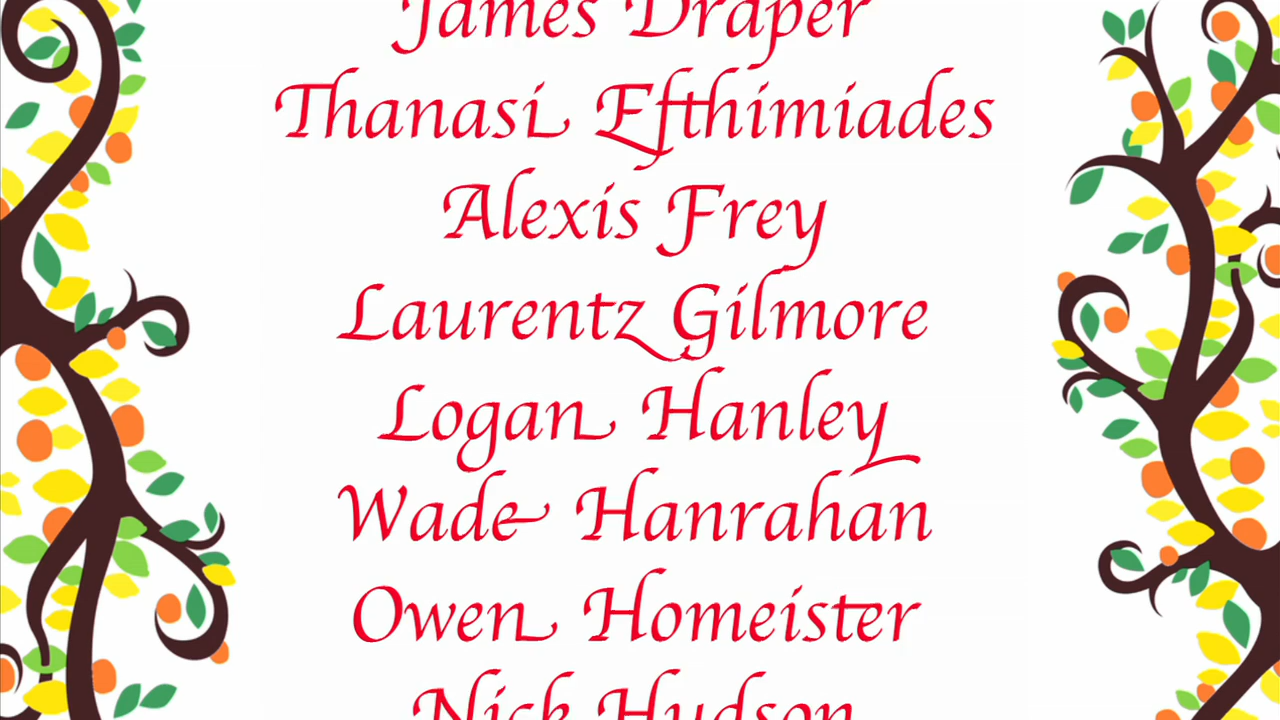 James Draper
Thanasi Efthimiades
Alexis Frey
Laurentz Gilmore
Logan Hanley
Wade Hanrahan
Owen Homeister
Nick Hudson